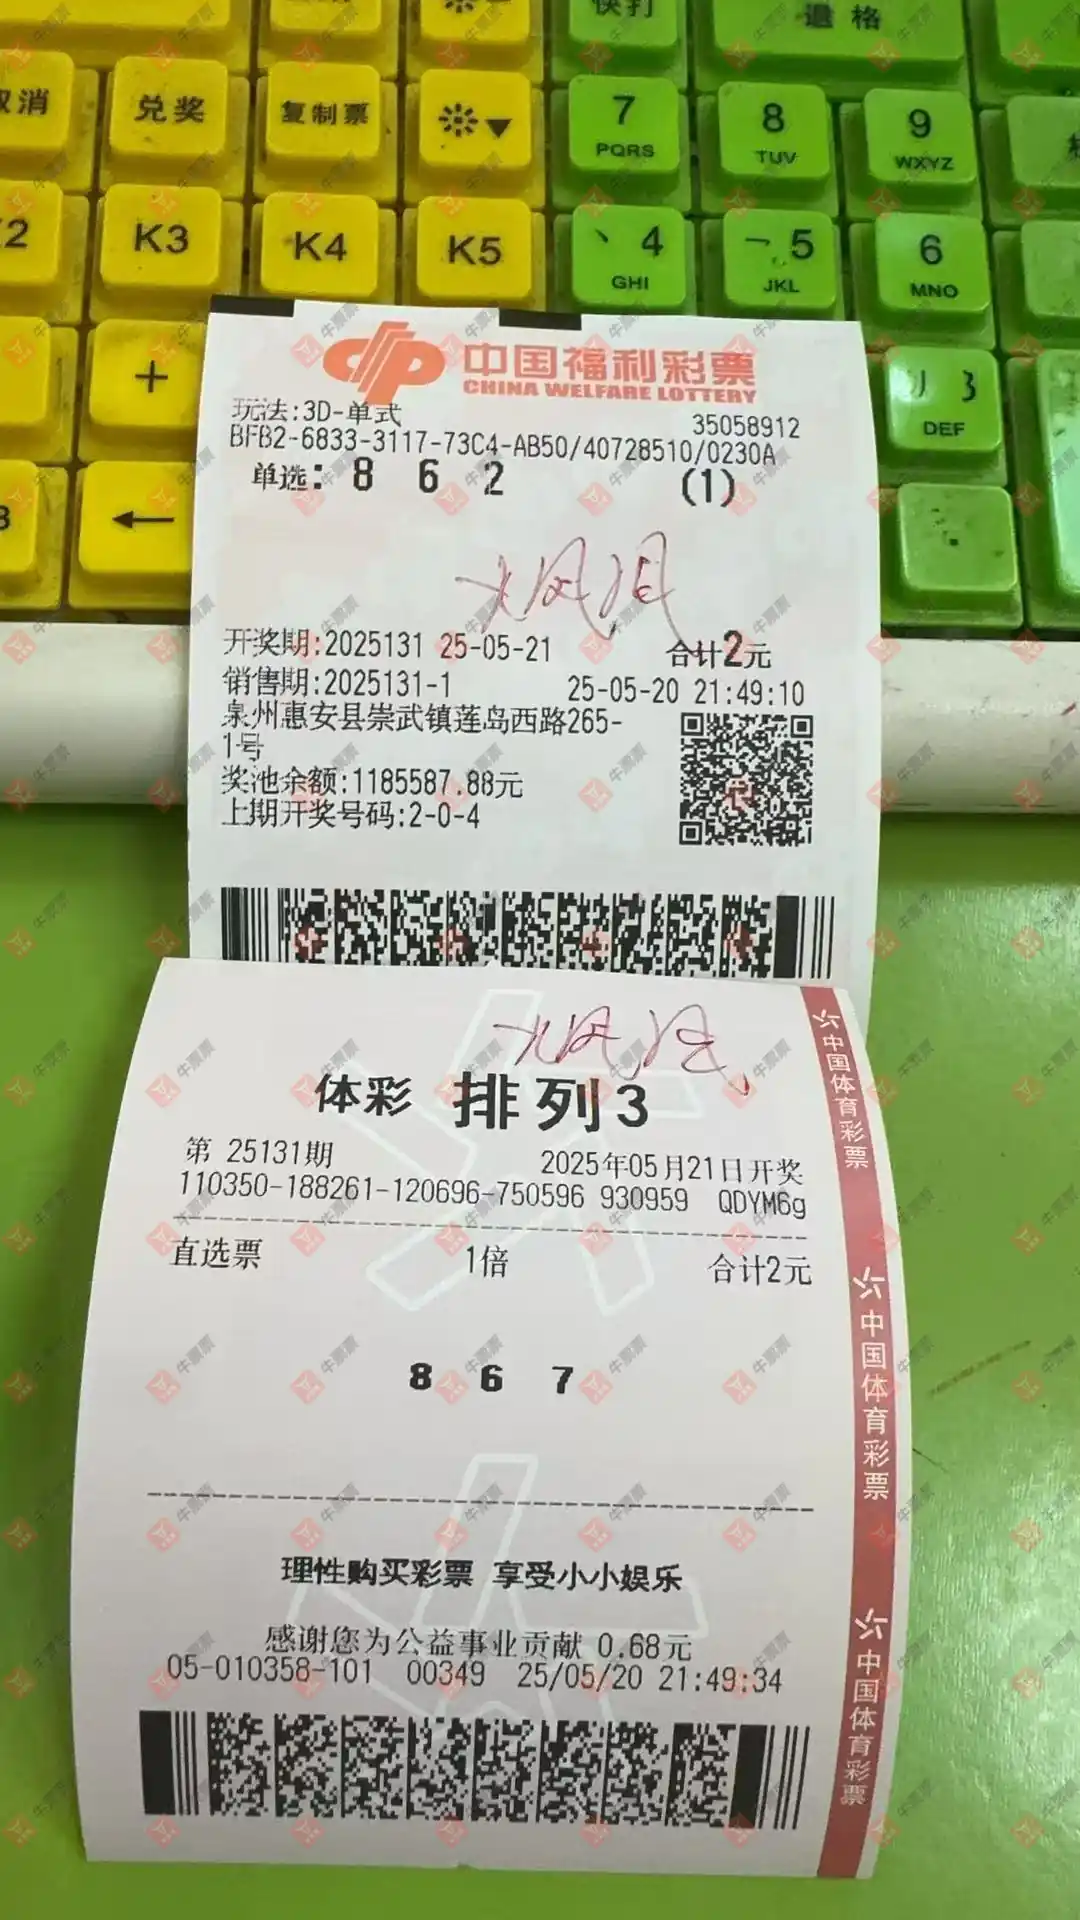 快打
退格
取消
兑奖
复制票
7
PQRS
8
TUV
9
WXYZ
K3
K4
K5
丶 4
GHI
一 5
JKL
6
MNO
+
丿 3
DEF
←
.
中国福利彩票
CHINA WELFARE LOTTERY
玩法:3D-单式
35058912
BFB2-6833-3117-73C4-AB50/40728510/0230A
单选: 8 6 2 (1)
开奖期:2025131 25-05-21 合计2元
销售期:2025131-1 25-05-20 21:49:10
泉州惠安县崇武镇莲岛西路265-
1号
奖池余额:1185587.88元
上期开奖号码:2-0-4
体彩 排列3
第 25131期 2025年05月21日开奖
110350-188261-120696-750596 930959 QDYM6g
直选票 1倍 合计2元
8 6 7
理性购买彩票 享受小小娱乐
感谢您为公益事业贡献 0.68元
05-010358-101 00349 25/05/20 21:49:34
中国体育彩票
中国体育彩票
中国体育彩票
牛票票